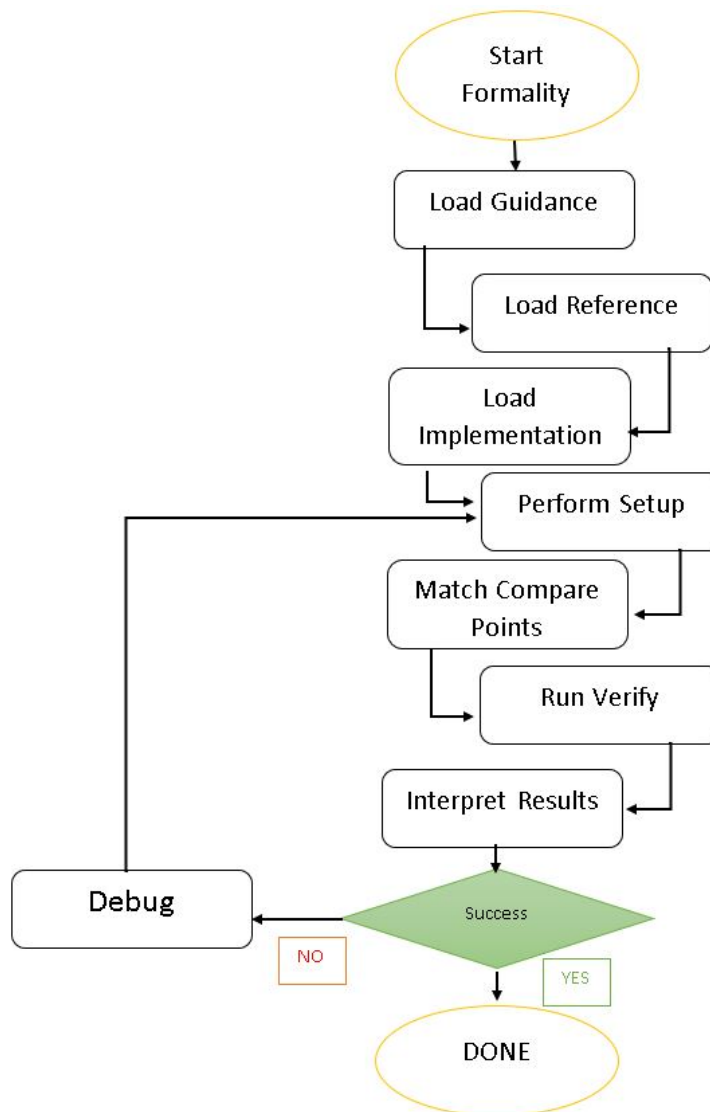 Start
Formality
Load Guidance
Load Reference
Load
Implementation
Perform Setup
Match Compare
Points
Run Verify
Interpret Results
Debug
Success
NO
YES
DONE